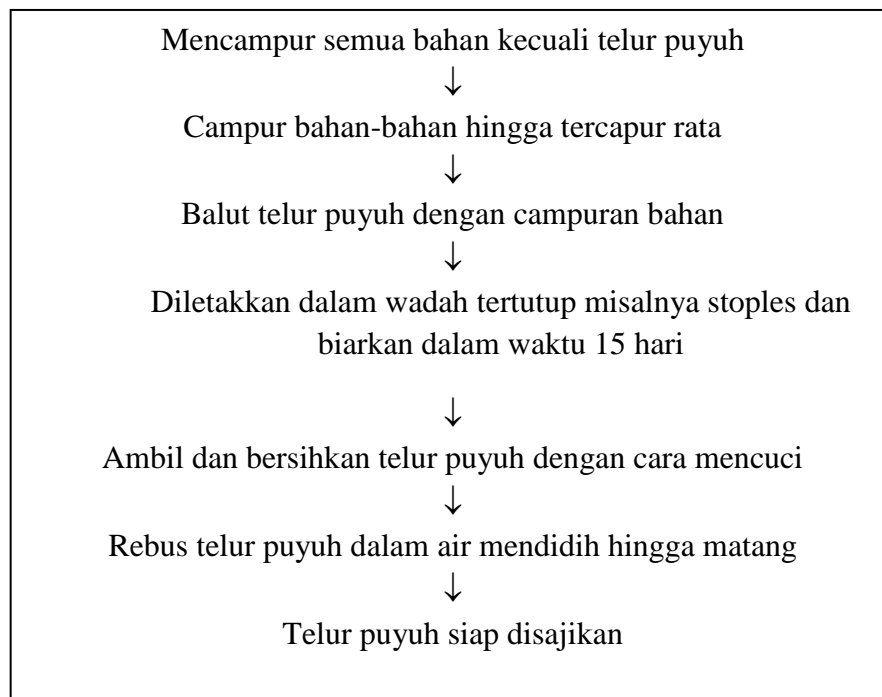 Mencampur semua bahan kecuali telur puyuh
↓
Campur bahan-bahan hingga tercapur rata
↓
Balut telur puyuh dengan campuran bahan
↓
Diletakkan dalam wadah tertutup misalnya stoples dan
biarkan dalam waktu 15 hari
↓
Ambil dan bersihkan telur puyuh dengan cara mencuci
↓
Rebus telur puyuh dalam air mendidih hingga matang
↓
Telur puyuh siap disajikan